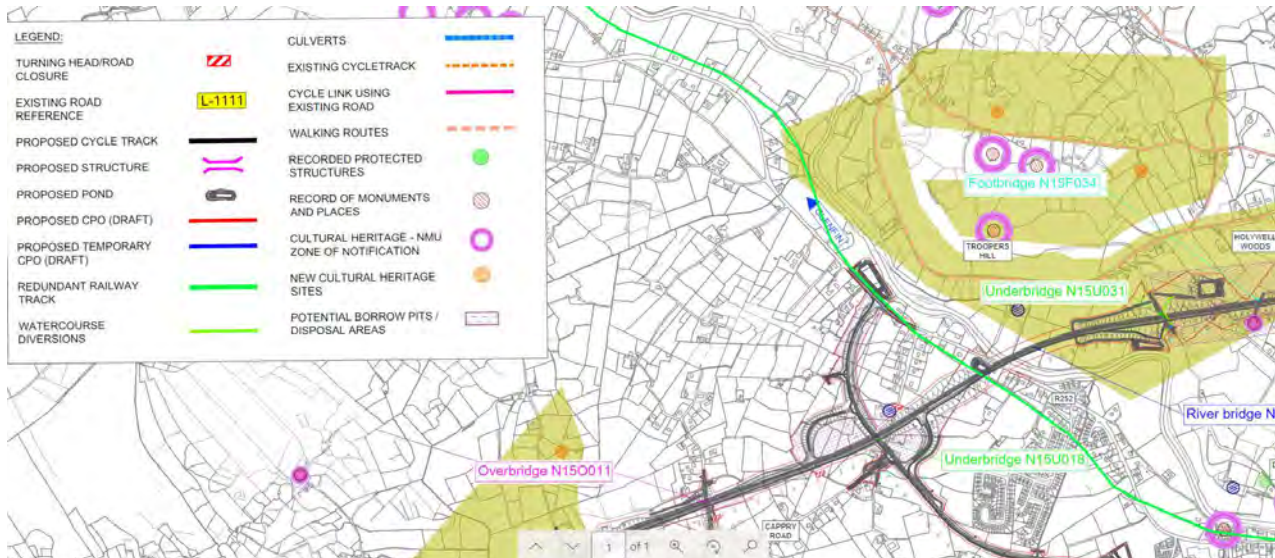 LEGEND:
TURNING HEAD/ROAD
CLOSURE
EXISTING ROAD
REFERENCE
L-1111
PROPOSED CYCLE TRACK
PROPOSED STRUCTURE
PROPOSED POND
PROPOSED CPO (DRAFT)
PROPOSED TEMPORARY
CPO (DRAFT)
REDUNDANT RAILWAY
TRACK
WATERCOURSE
DIVERSIONS
CULVERTS
EXISTING CYCLETRACK
CYCLE LINK USING
EXISTING ROAD
WALKING ROUTES
RECORDED PROTECTED
STRUCTURES
RECORD OF MONUMENTS
AND PLACES
CULTURAL HERITAGE - NMU
ZONE OF NOTIFICATION
NEW CULTURAL HERITAGE
SITES
POTENTIAL BORROW PITS /
DISPOSAL AREAS
Footbridge N15F034
TROOPERS
HILL
HOLYWELL
WOODS
Underbridge N15U031
R252
River bridge N
Underbridge N15U018
Overbridge N15O011
CAPPRY
ROAD
1 of 1